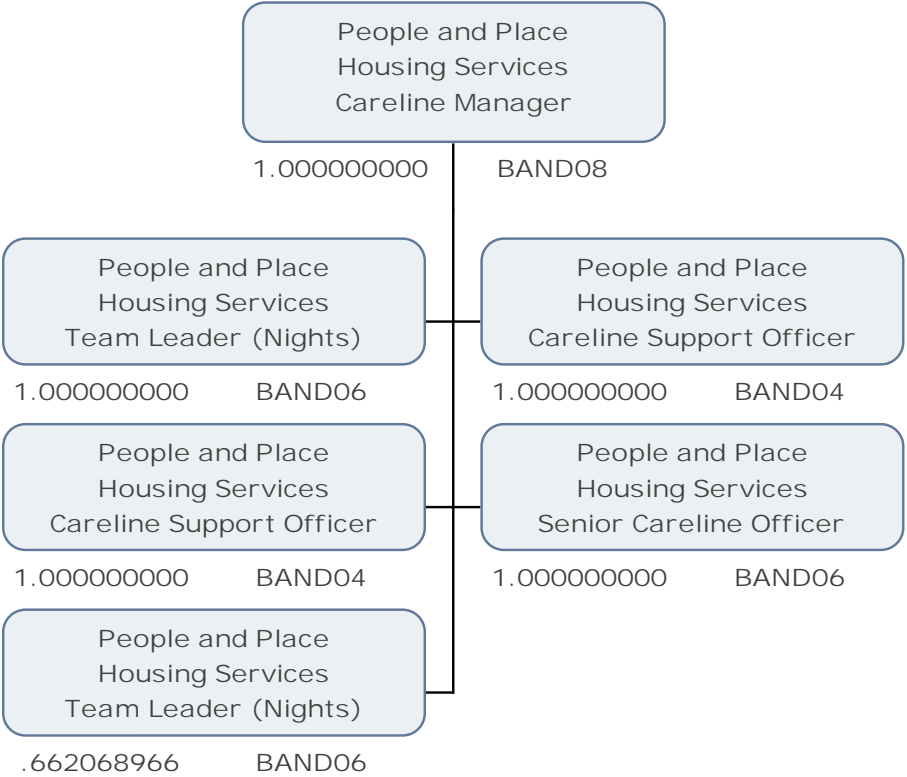 People and Place
Housing Services
Careline Manager
1.000000000 BAND08
People and Place
Housing Services
Team Leader (Nights)
1.000000000 BAND06
People and Place
Housing Services
Careline Support Officer
1.000000000 BAND04
People and Place
Housing Services
Careline Support Officer
1.000000000 BAND04
People and Place
Housing Services
Senior Careline Officer
1.000000000 BAND06
People and Place
Housing Services
Team Leader (Nights)
.662068966 BAND06